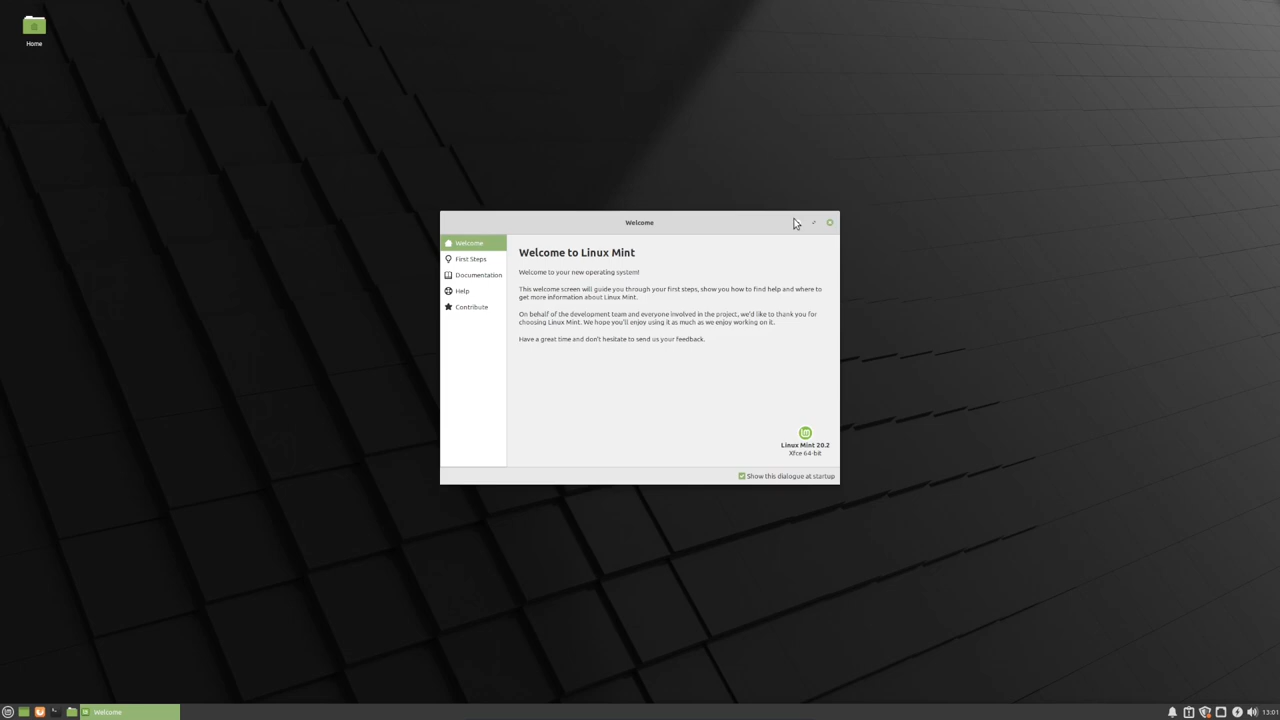 Home
Welcome
Welcome
First Steps
Documentation
Help
Contribute
Welcome to Linux Mint
Welcome to your new operating system!
This welcome screen will guide you through your first steps, show you how to find help and where to
get more information about Linux Mint.
On behalf of the development team and everyone involved in the project, we'd like to thank you for
choosing Linux Mint. We hope you'll enjoy using it as much as we enjoy working on it.
Have a great time and don't hesitate to send us your feedback.
Linux Mint 20.2
Xfce 64-bit
Show this dialogue at startup
Welcome
13:01